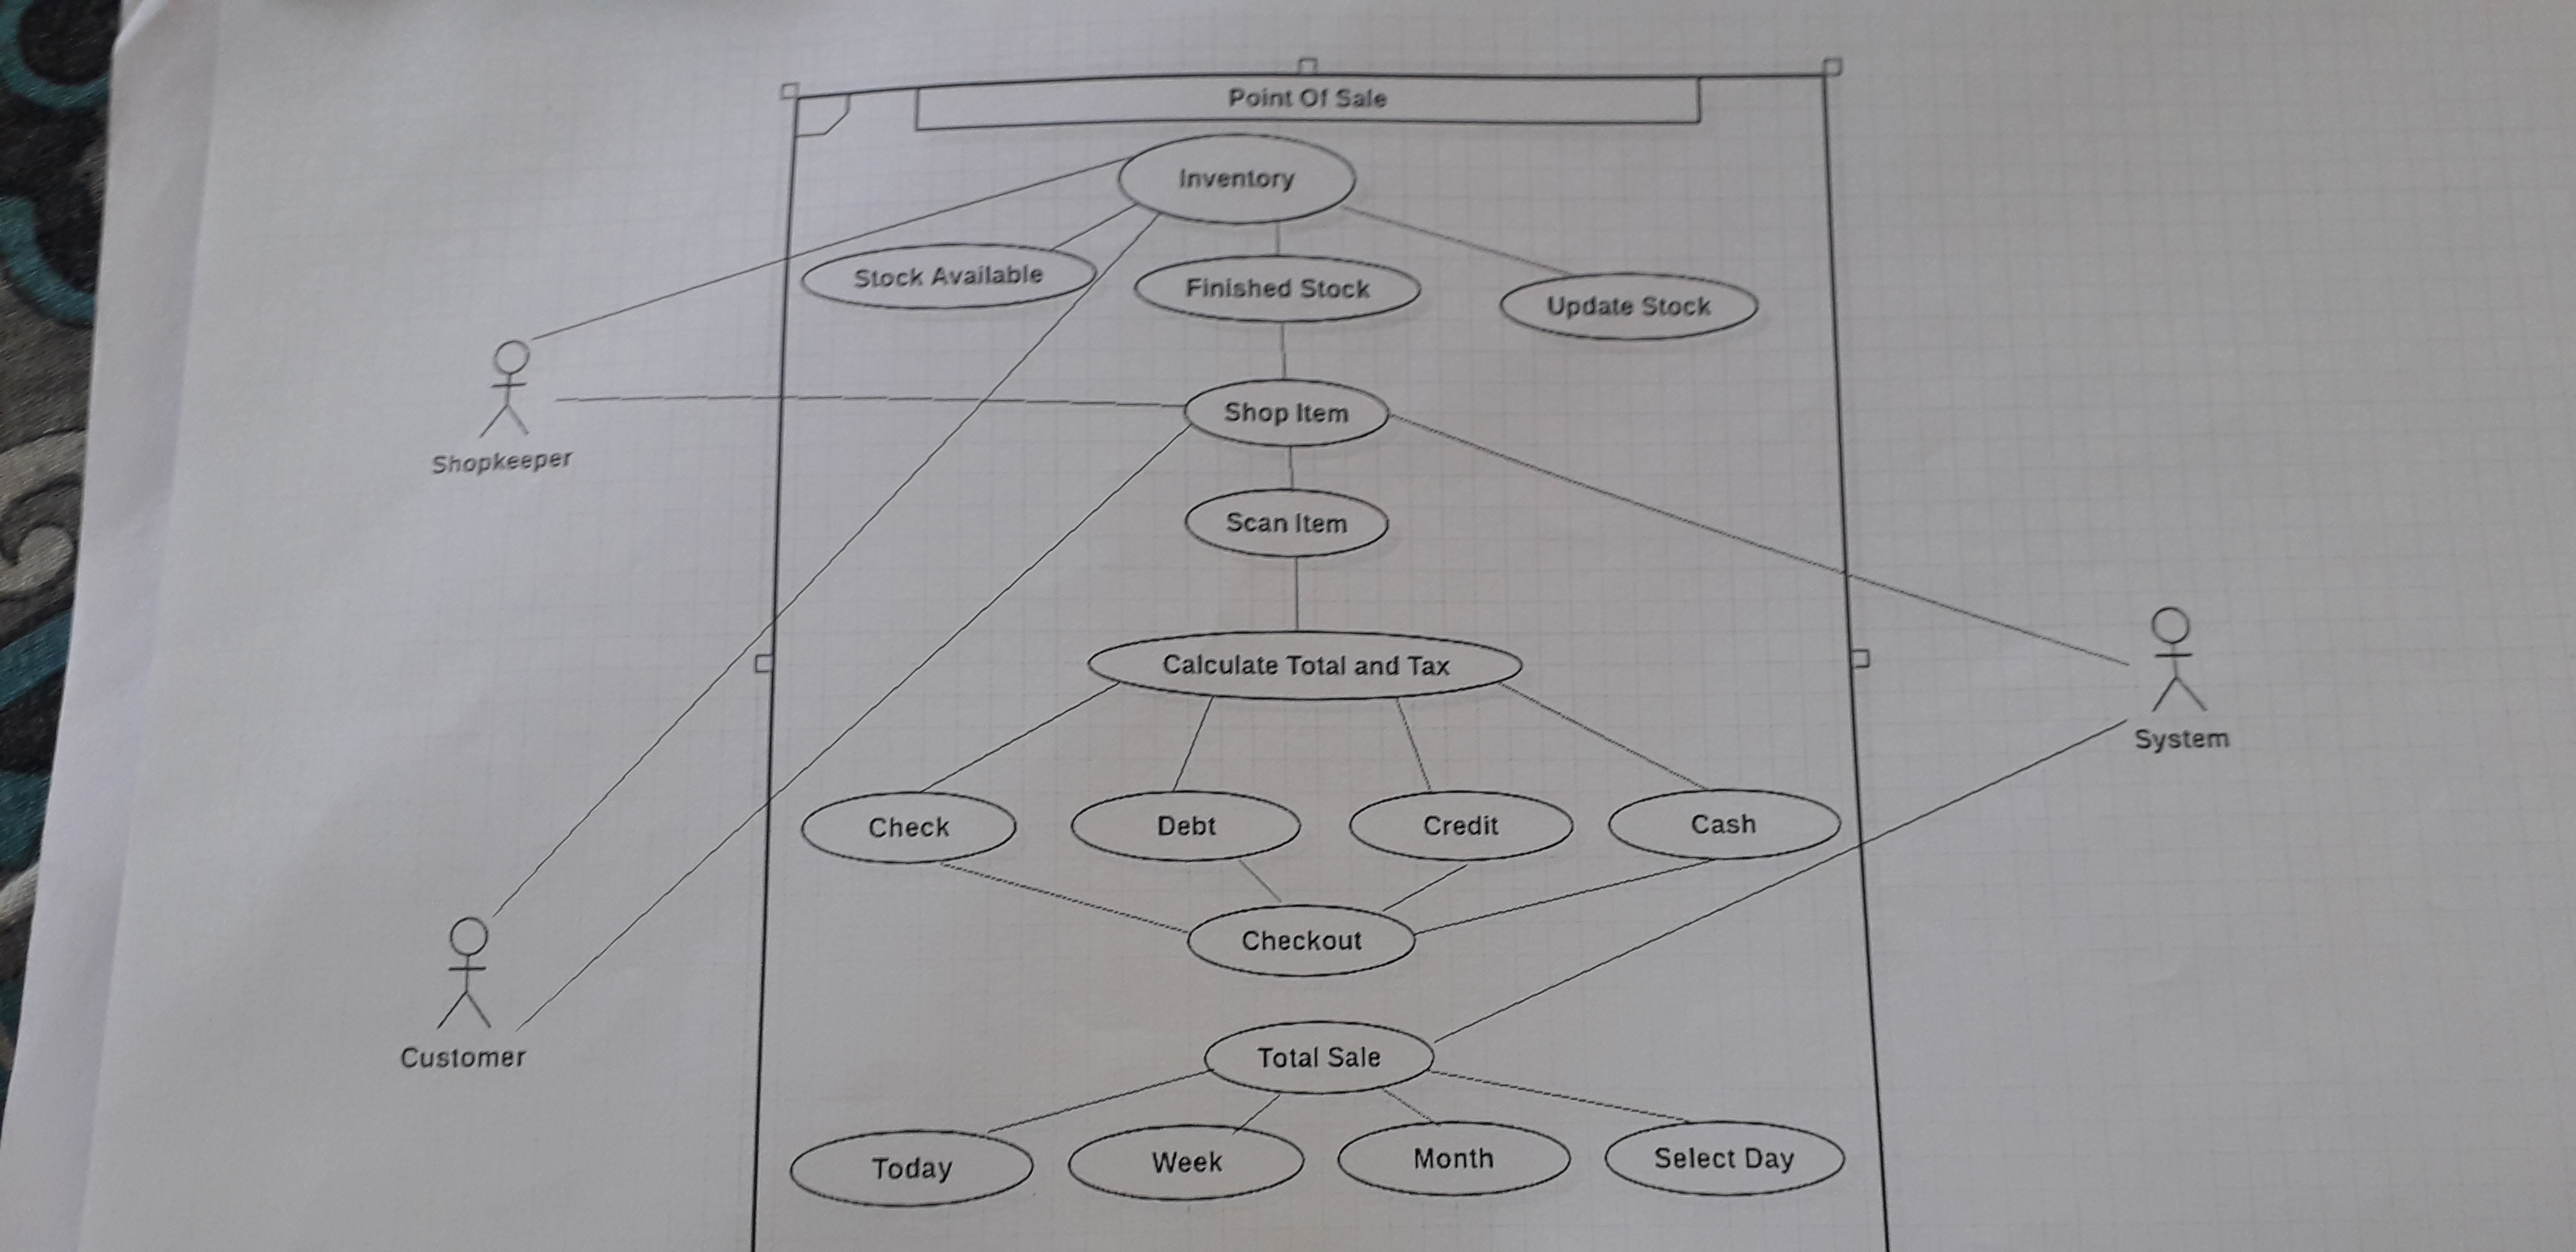 Point Of Sale
Inventory
Stock Available
Finished Stock
Update Stock
Shop Item
Shopkeeper
Scan Item
Calculate Total and Tax
System
Check
Debt
Credit
Cash
Checkout
Customer
Total Sale
Today
Week
Month
Select Day